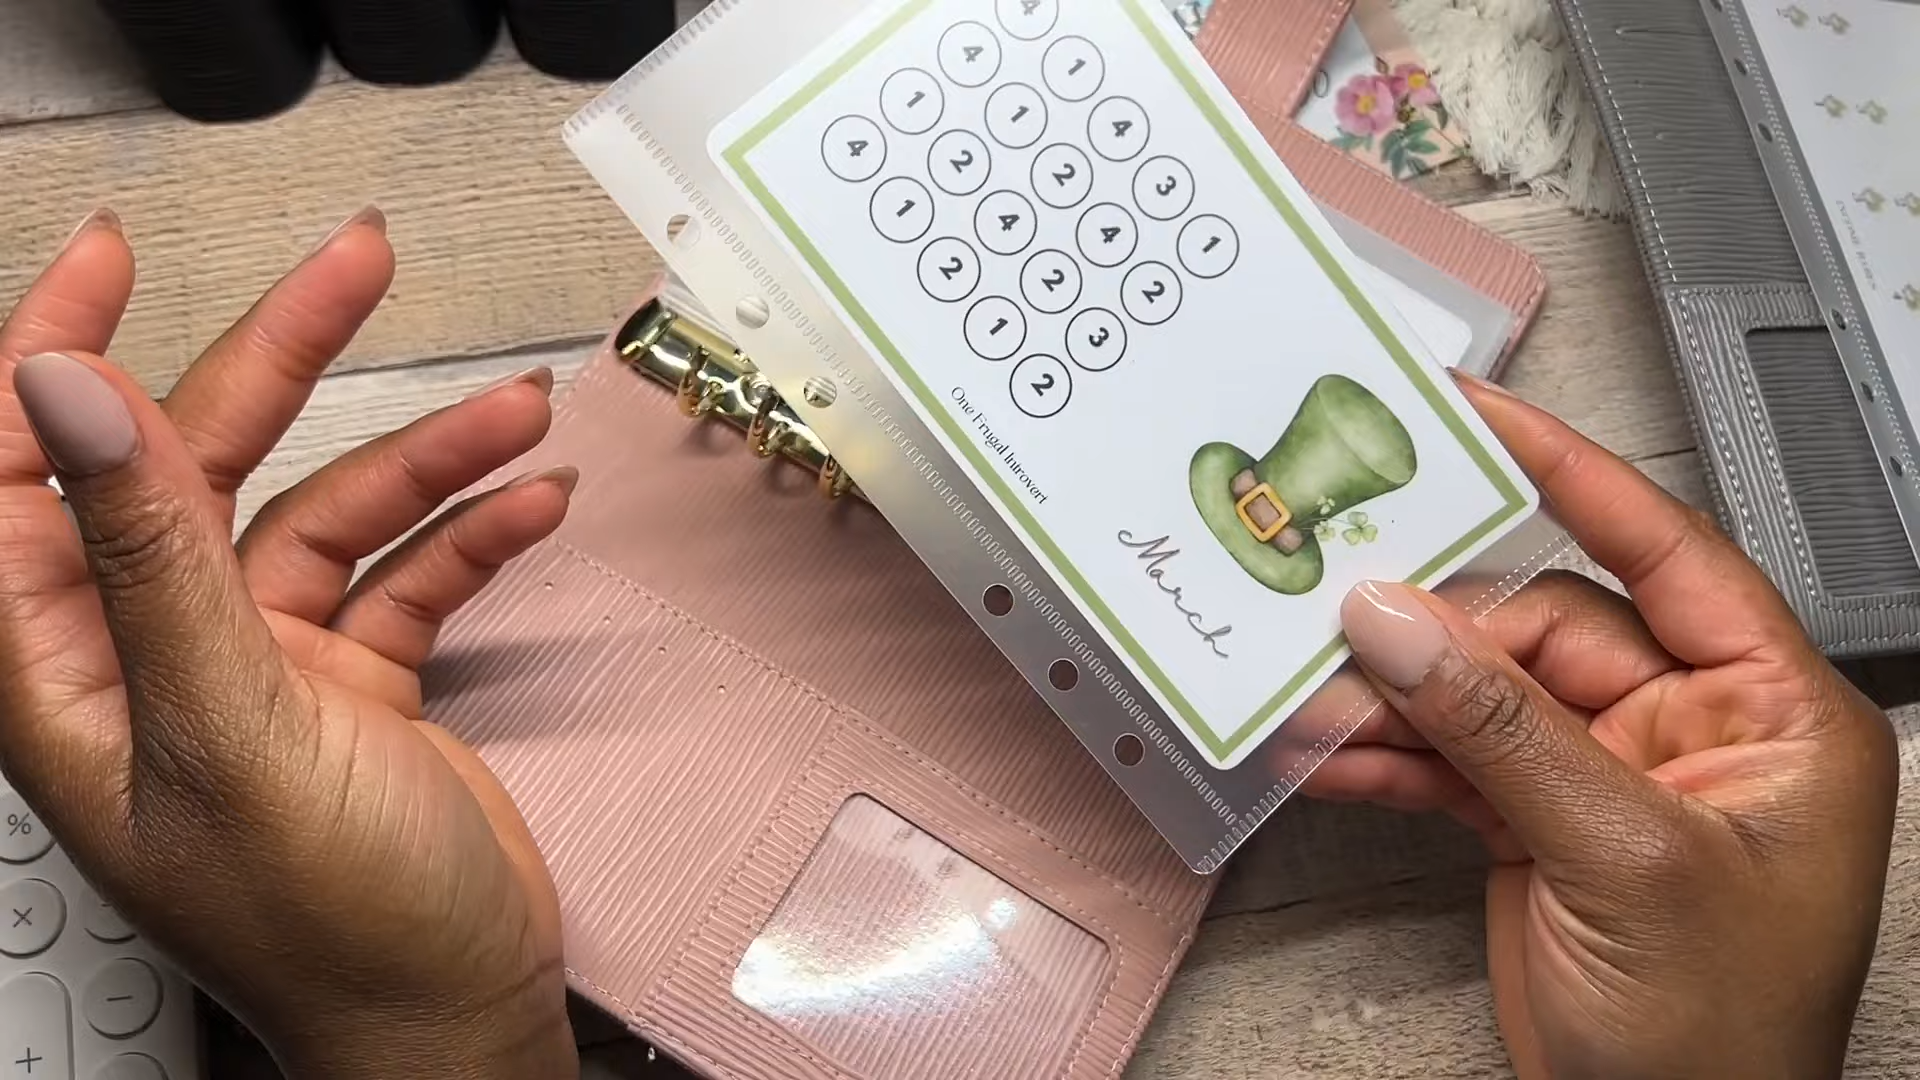 4 1 4 3 1
4 1 2 4 2
1 2 4 2 3
4 1 2 1 2
March
One Frugal Introvert
%
×
−
+